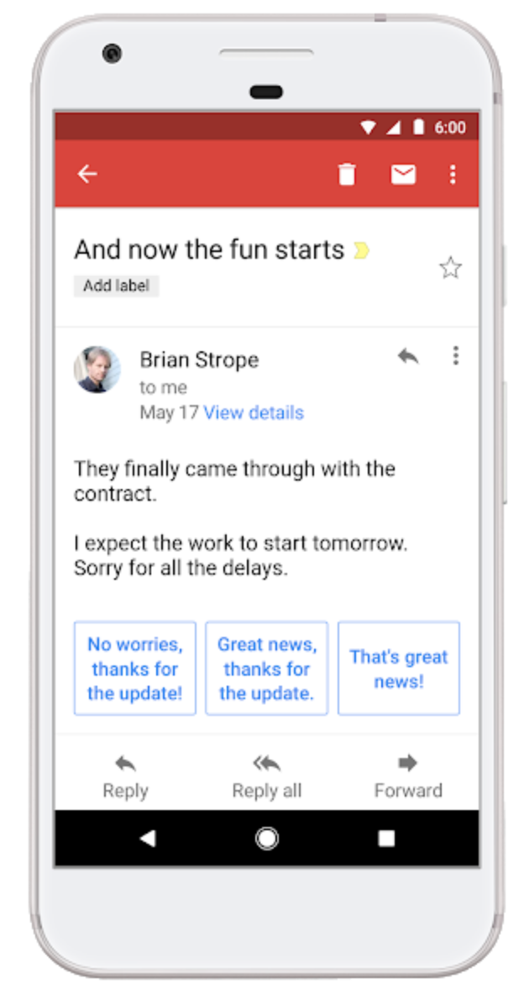 6:00
And now the fun starts
Add label
Brian Strope
to me
May 17 View details
They finally came through with the
contract.
I expect the work to start tomorrow.
Sorry for all the delays.
No worries,
thanks for
the update!
Great news,
thanks for
the update.
That's great
news!
Reply
Reply all
Forward